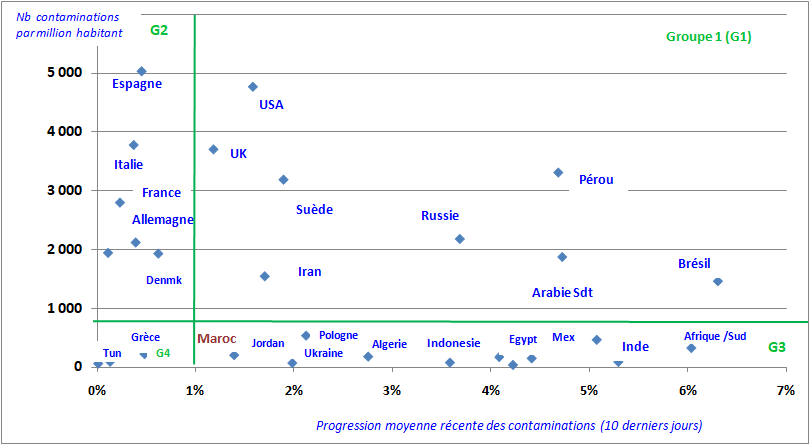 Nb contaminations
par million habitant
G2
Groupe 1 (G1)
5 000
Espagne
USA
4 000
UK
Italie
Pérou
3 000
France
Suède
Allemagne
Russie
2 000
Denmk
Iran
Arabie Sdt
Brésil
1 000
Grèce
Maroc
Jordan
Pologne
Algerie
Indonesie
Egypt
Mex
Inde
Afrique /Sud
Tun
G4
Ukraine
G3
0
0% 1% 2% 3% 4% 5% 6% 7%
Progression moyenne récente des contaminations (10 derniers jours)